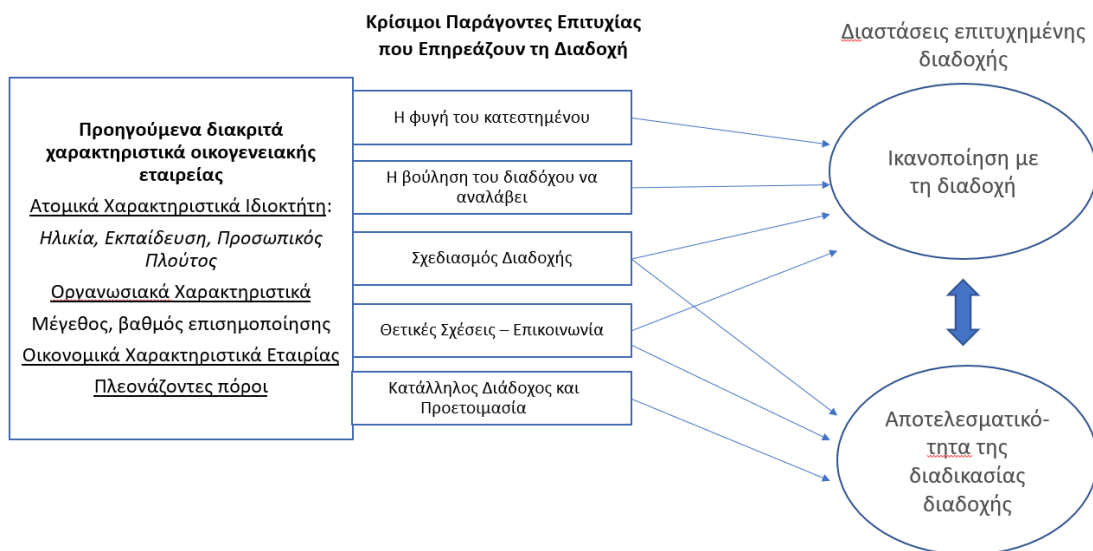 Κρίσιμοι Παράγοντες Επιτυχίας
που Επηρεάζουν τη Διαδοχή
Διαστάσεις επιτυχημένης
διαδοχής
Προηγούμενα διακριτά
χαρακτηριστικά οικογενειακής
εταιρείας
Ατομικά Χαρακτηριστικά Ιδιοκτήτη:
Ηλικία, Εκπαίδευση, Προσωπικός
Πλούτος
Οργανωσιακά Χαρακτηριστικά
Μέγεθος, βαθμός επισημοποίησης
Οικονομικά Χαρακτηριστικά Εταιρίας
Πλεονάζοντες πόροι
Η φυγή του κατεστημένου
Η βούληση του διαδόχου να
αναλάβει
Σχεδιασμός Διαδοχής
Θετικές Σχέσεις – Επικοινωνία
Κατάλληλος Διάδοχος και
Προετοιμασία
Ικανοποίηση με
τη διαδοχή
Αποτελεσματικό-
τητα της
διαδικασίας
διαδοχής